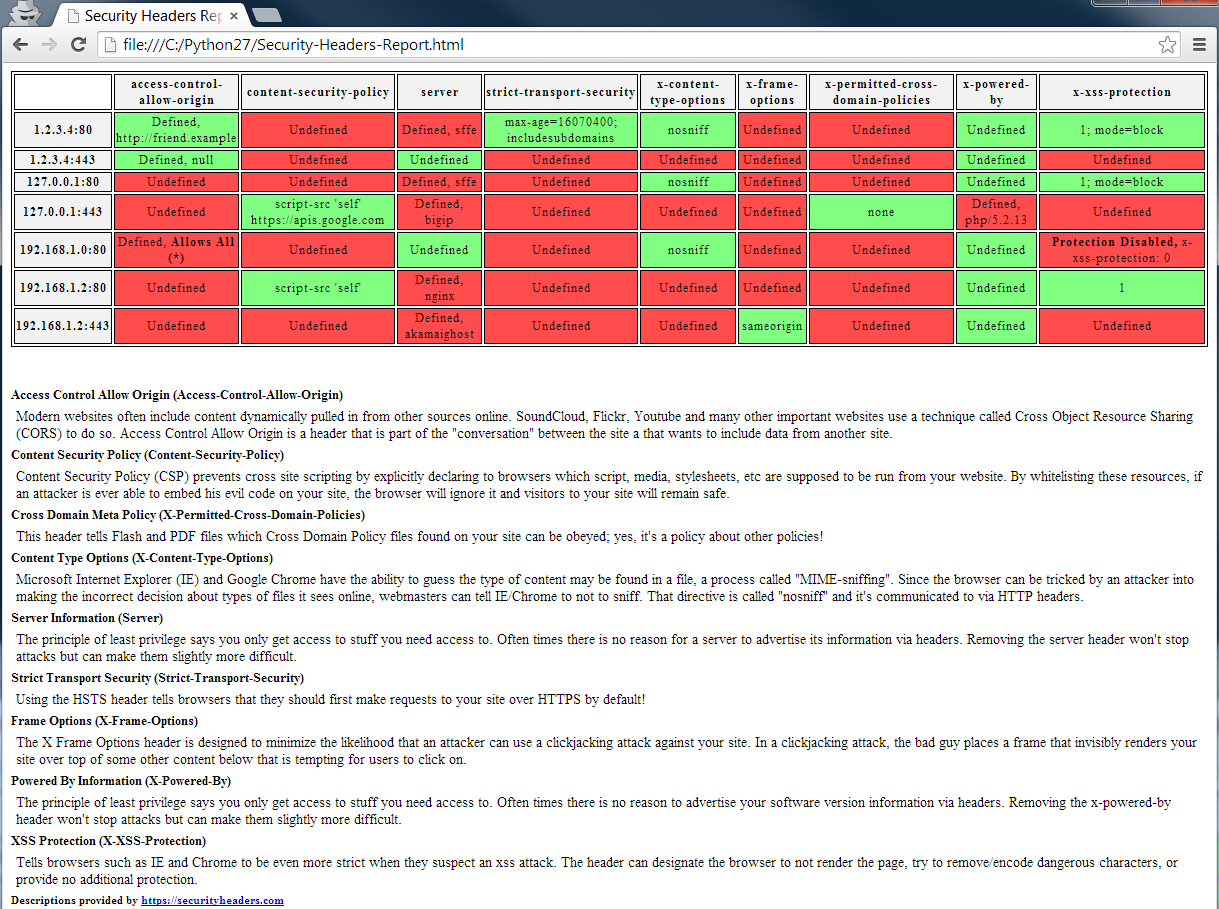 Security Headers Rep
file:///C:/Python27/Security-Headers-Report.html
access-control-allow-origin content-security-policy server strict-transport-security x-content-type-options x-frame-options x-permitted-cross-domain-policies x-powered-by x-xss-protection
1.2.3.4:80 Defined, http://friend.example Undefined Defined, sffe max-age=16070400; includesubdomains nosniff Undefined Undefined Undefined 1; mode=block
1.2.3.4:443 Defined, null Undefined Undefined Undefined Undefined Undefined Undefined Undefined Undefined
127.0.0.1:80 Undefined Undefined Defined, sffe Undefined nosniff Undefined Undefined Undefined 1; mode=block
127.0.0.1:443 Undefined script-src 'self' https://apis.google.com Defined, bigip Undefined Undefined Undefined none Defined, php/5.2.13 Undefined
192.168.1.0:80 Defined, Allows All (*) Undefined Undefined Undefined nosniff Undefined Undefined Undefined Protection Disabled, x-xss-protection: 0
192.168.1.2:80 Undefined script-src 'self' Defined, nginx Undefined Undefined Undefined Undefined Undefined 1
192.168.1.2:443 Undefined Undefined Defined, akamaighost Undefined Undefined sameorigin Undefined Undefined Undefined
Access Control Allow Origin (Access-Control-Allow-Origin)
Modern websites often include content dynamically pulled in from other sources online. SoundCloud, Flickr, Youtube and many other important websites use a technique called Cross Object Resource Sharing
(CORS) to do so. Access Control Allow Origin is a header that is part of the "conversation" between the site a that wants to include data from another site.
Content Security Policy (Content-Security-Policy)
Content Security Policy (CSP) prevents cross site scripting by explicitly declaring to browsers which script, media, stylesheets, etc are supposed to be run from your website. By whitelisting these resources, if
an attacker is ever able to embed his evil code on your site, the browser will ignore it and visitors to your site will remain safe.
Cross Domain Meta Policy (X-Permitted-Cross-Domain-Policies)
This header tells Flash and PDF files which Cross Domain Policy files found on your site can be obeyed; yes, it's a policy about other policies!
Content Type Options (X-Content-Type-Options)
Microsoft Internet Explorer (IE) and Google Chrome have the ability to guess the type of content may be found in a file, a process called "MIME-sniffing". Since the browser can be tricked by an attacker into
making the incorrect decision about types of files it sees online, webmasters can tell IE/Chrome to not to sniff. That directive is called "nosniff" and it's communicated to via HTTP headers.
Server Information (Server)
The principle of least privilege says you only get access to stuff you need access to. Often times there is no reason for a server to advertise its information via headers. Removing the server header won't stop
attacks but can make them slightly more difficult.
Strict Transport Security (Strict-Transport-Security)
Using the HSTS header tells browsers that they should first make requests to your site over HTTPS by default!
Frame Options (X-Frame-Options)
The X Frame Options header is designed to minimize the likelihood that an attacker can use a clickjacking attack against your site. In a clickjacking attack, the bad guy places a frame that invisibly renders your
site over top of some other content below that is tempting for users to click on.
Powered By Information (X-Powered-By)
The principle of least privilege says you only get access to stuff you need access to. Often times there is no reason to advertise your software version information via headers. Removing the x-powered-by
header won't stop attacks but can make them slightly more difficult.
XSS Protection (X-XSS-Protection)
Tells browsers such as IE and Chrome to be even more strict when they suspect an xss attack. The header can designate the browser to not render the page, try to remove/encode dangerous characters, or
provide no additional protection.
Descriptions provided by https://securityheaders.com